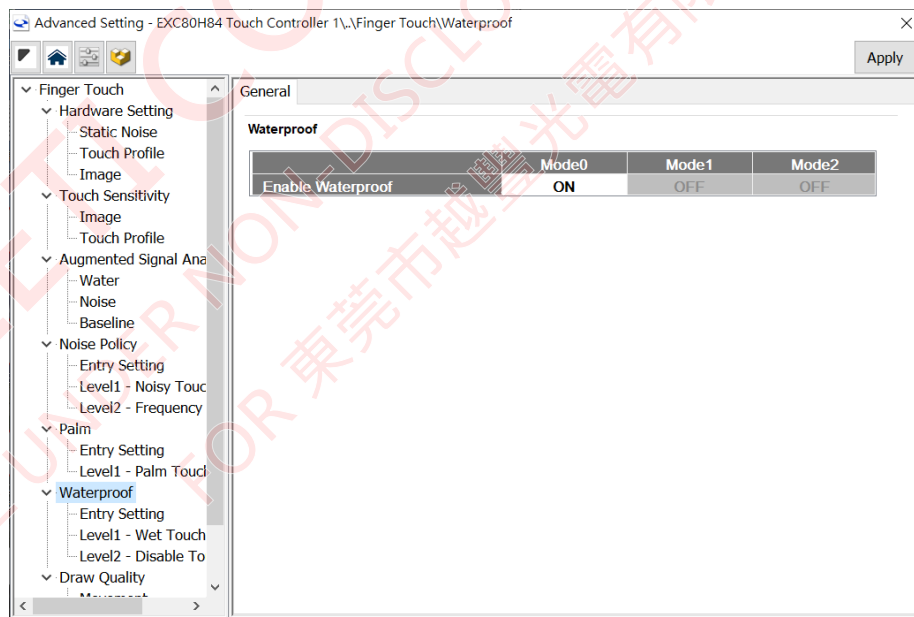 Advanced Setting - EXC80H84 Touch Controller 1\..\Finger Touch\Waterproof
Apply
Finger Touch
Hardware Setting
Static Noise
Touch Profile
Image
Touch Sensitivity
Image
Touch Profile
Augmented Signal Ana
Water
Noise
Baseline
Noise Policy
Entry Setting
Level1 - Noisy Touc
Level2 - Frequency
Palm
Entry Setting
Level1 - Palm Touch
Waterproof
Entry Setting
Level1 - Wet Touch
Level2 - Disable To
Draw Quality
General
Waterproof
Mode0 Mode1 Mode2
Enable Waterproof ON OFF OFF
UNDER NON-DISCLO
FOR 東莞市越豐光電有